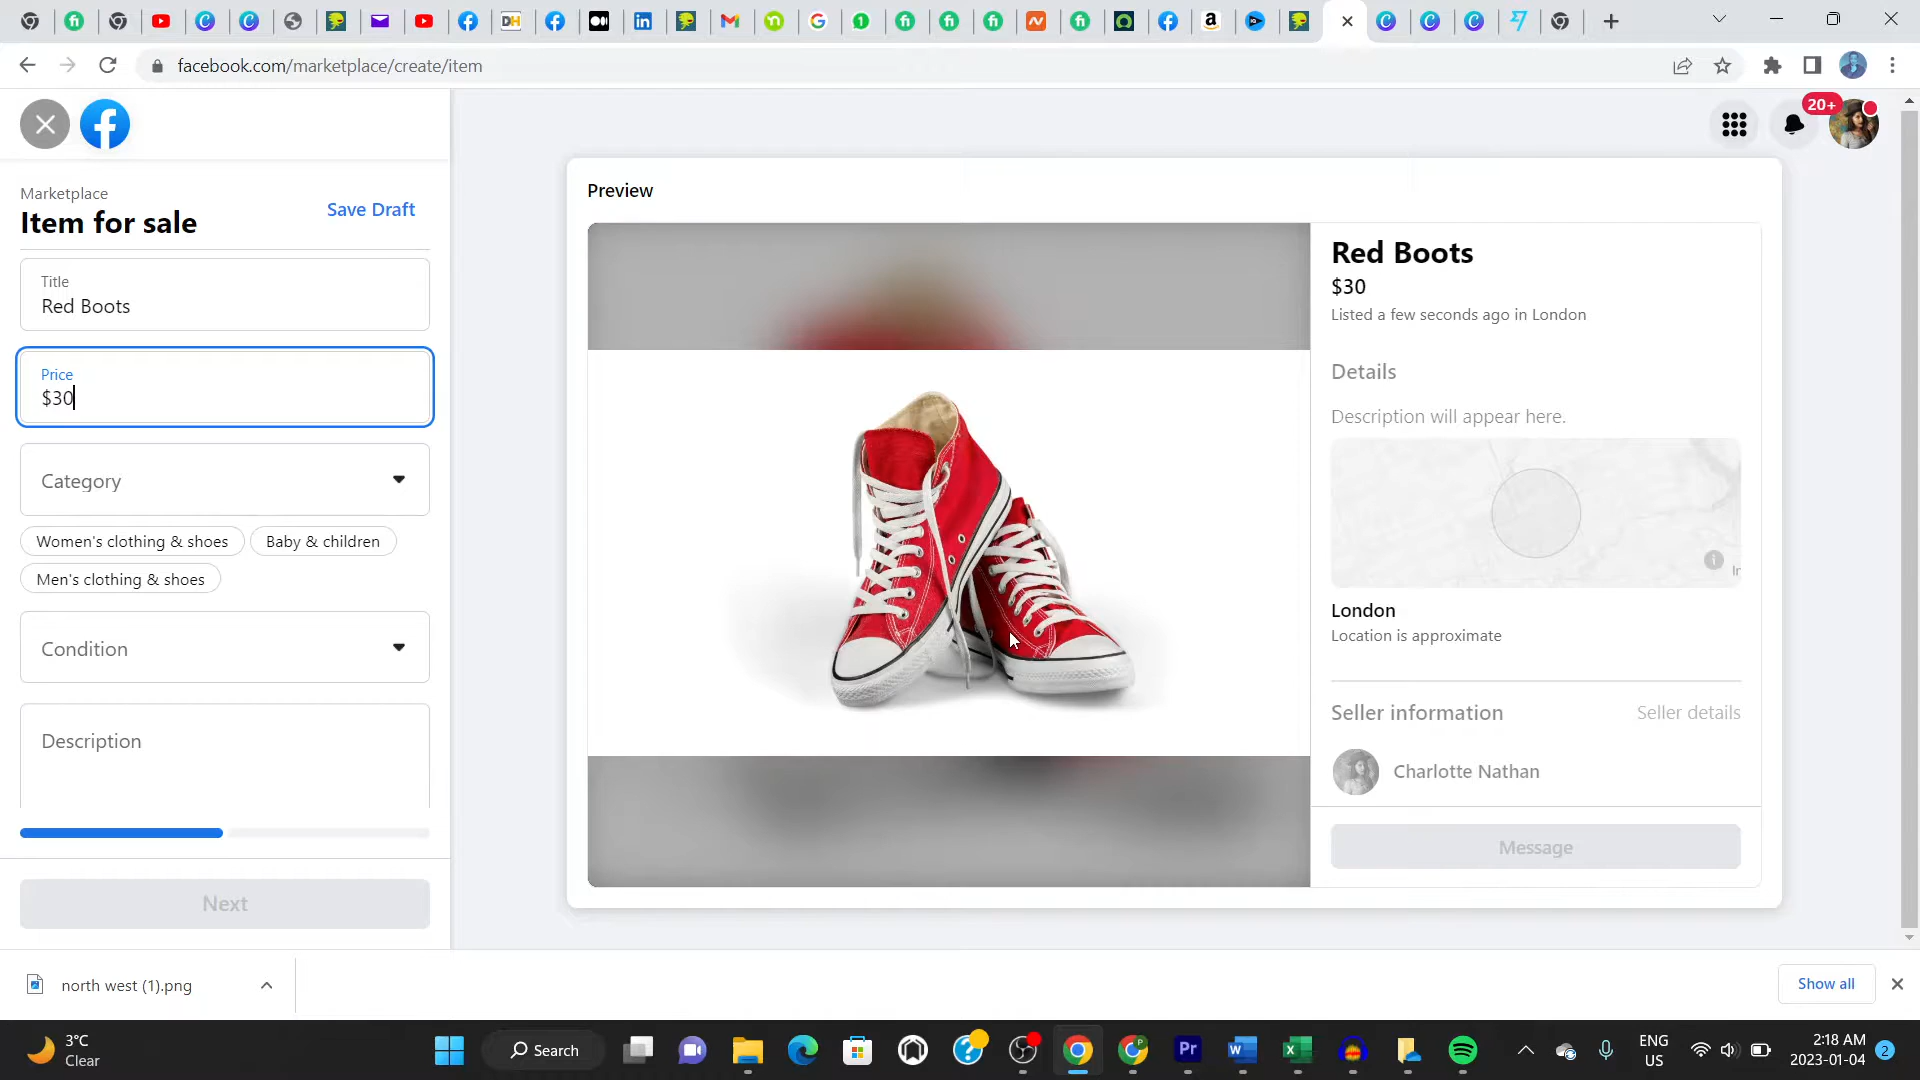 facebook.com/marketplace/create/item
20+
Marketplace
Item for sale
Save Draft
Title
Red Boots
Price
$30
Category
Women's clothing & shoes
Baby & children
Men's clothing & shoes
Condition
Description
Next
Preview
Red Boots
$30
Listed a few seconds ago in London
Details
Description will appear here.
London
Location is approximate
Seller information
Seller details
Charlotte Nathan
Message
north west (1).png
Show all
3°C
Clear
Search
ENG
US
2:18 AM
2023-01-04
2